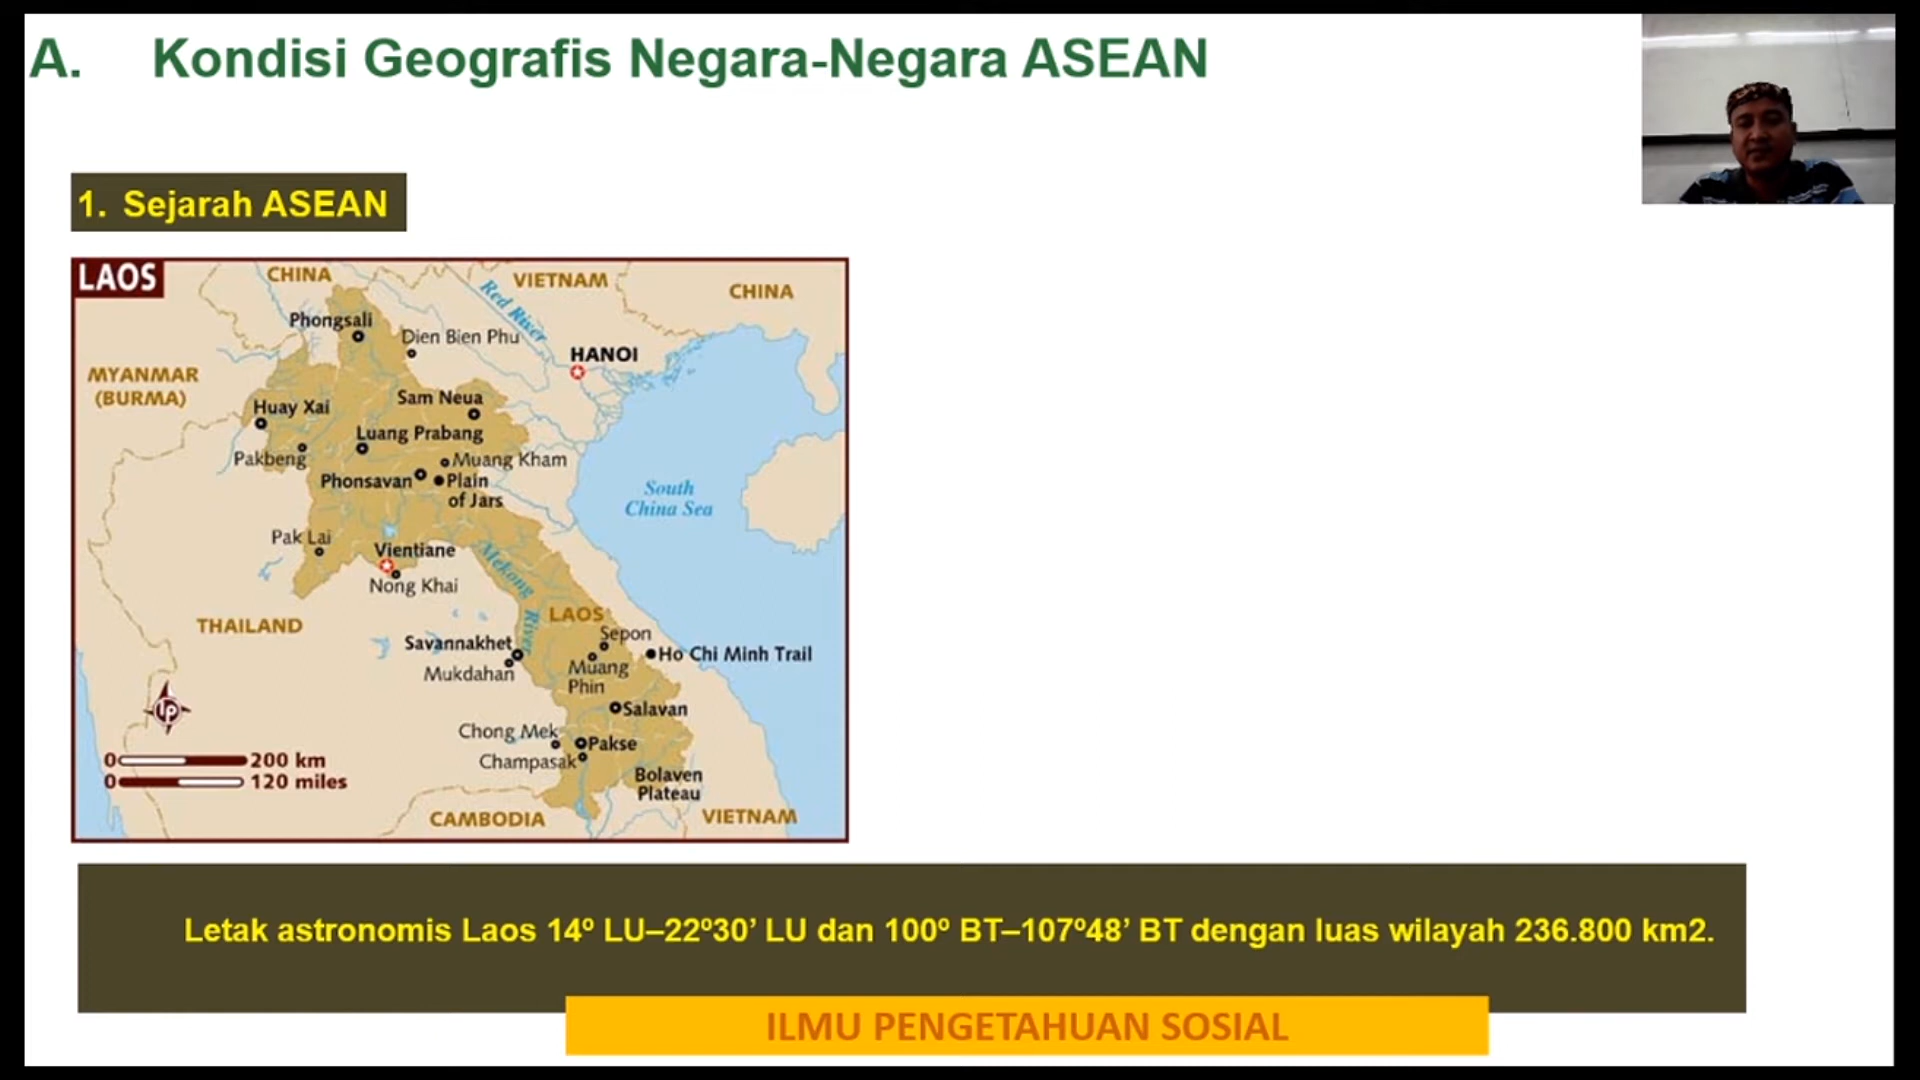 A. Kondisi Geografis Negara-Negara ASEAN
1. Sejarah ASEAN
LAOS
CHINA
VIETNAM
CHINA
Red River
Phongsali
Dien Bien Phu
HANOI
MYANMAR
(BURMA)
Sam Neua
Huay Xai
Luang Prabang
Pakbeng
Muang Kham
Phonsavan
Plain
of Jars
South
China Sea
Pak Lai
Vientiane
Mekong River
Nong Khai
LAOS
THAILAND
Sepon
Savannakhet
Ho Chi Minh Trail
Mukdahan
Muang
Phin
lp
Salavan
Chong Mek
Pakse
0 200 km
Champasak
0 120 miles
Bolaven
Plateau
CAMBODIA
VIETNAM
Letak astronomis Laos 14º LU–22º30’ LU dan 100º BT–107º48’ BT dengan luas wilayah 236.800 km2.
ILMU PENGETAHUAN SOSIAL